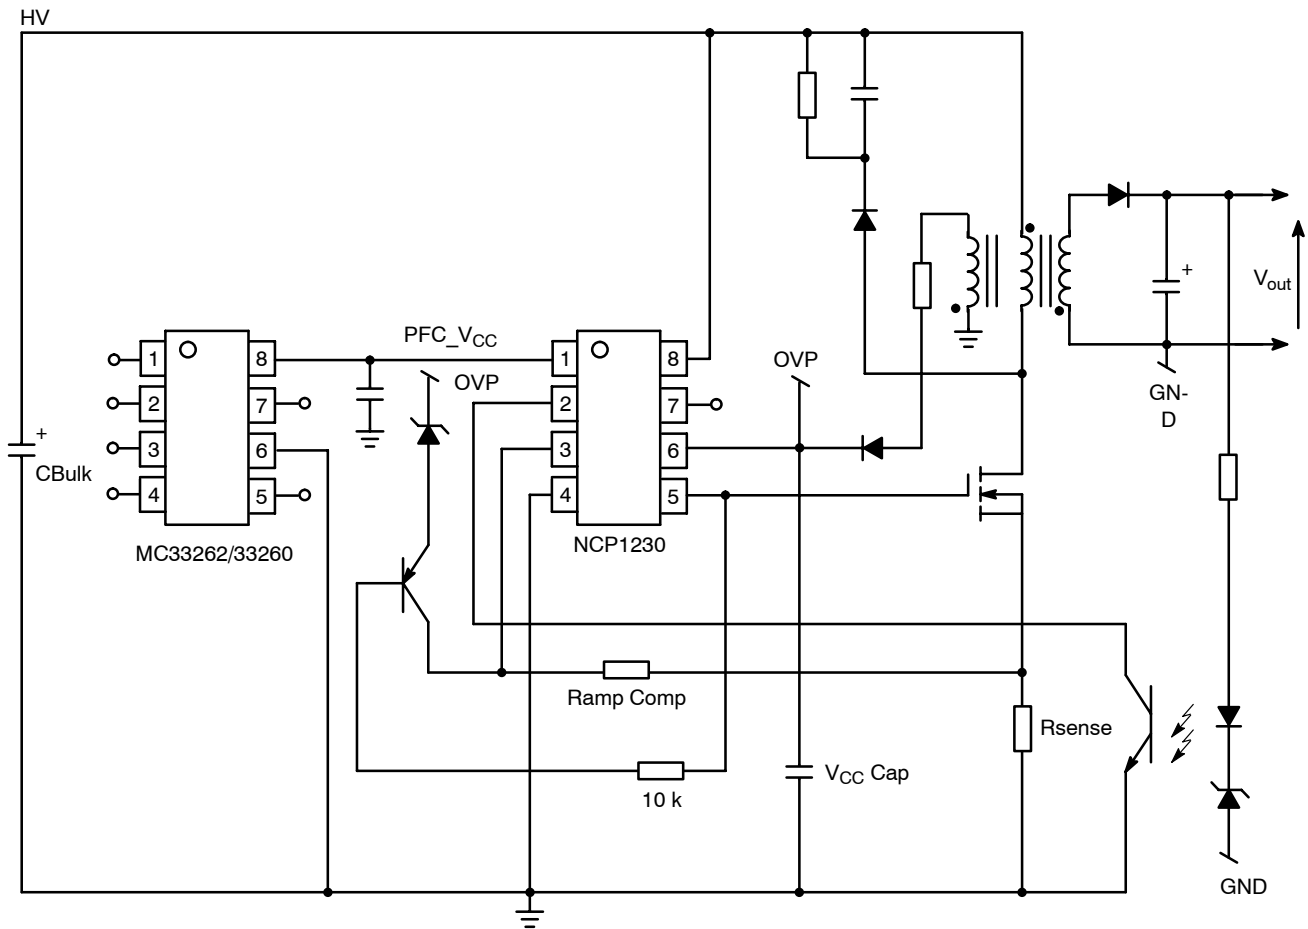 HV
+
CBulk
1
2
3
4
8
7
6
5
MC33262/33260
PFC_VCC
OVP
1
2
3
4
8
7
6
5
NCP1230
OVP
+
Vout
GN-
D
Ramp Comp
Rsense
10 k
VCC Cap
GND